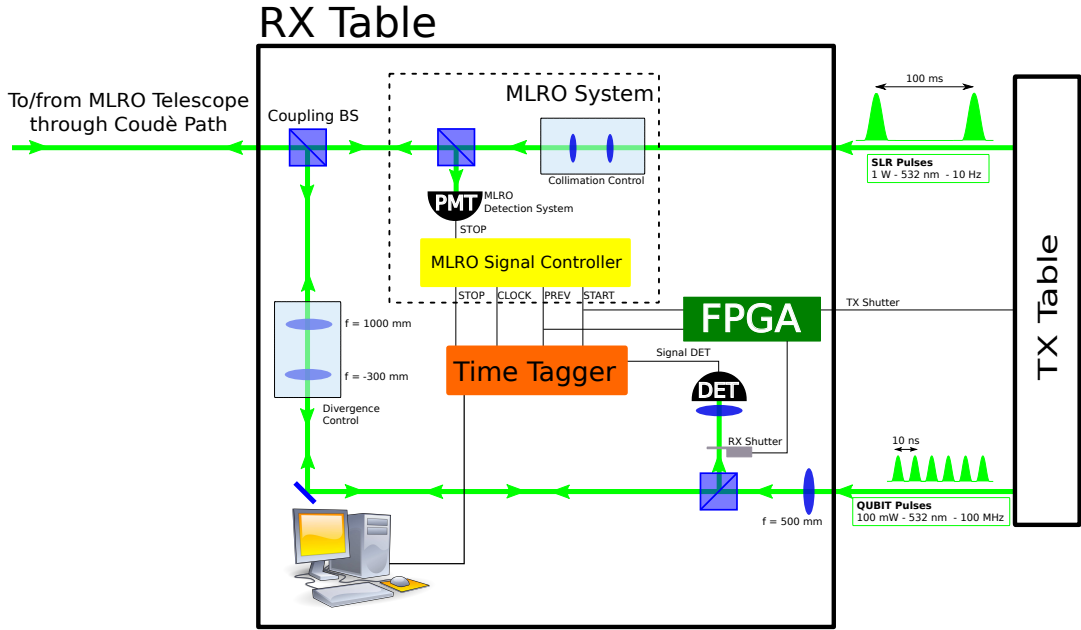 RX Table
To/from MLRO Telescope
through Coudè Path
Coupling BS
MLRO System
Collimation Control
PMT
MLRO
Detection System
STOP
MLRO Signal Controller
STOP
CLOCK
PREV
START
100 ms
SLR Pulses
1 W - 532 nm - 10 Hz
TX Table
TX Shutter
FPGA
Signal DET
Time Tagger
DET
RX Shutter
f = 1000 mm
f = -300 mm
Divergence
Control
10 ns
QUBIT Pulses
100 mW - 532 nm - 100 MHz
f = 500 mm